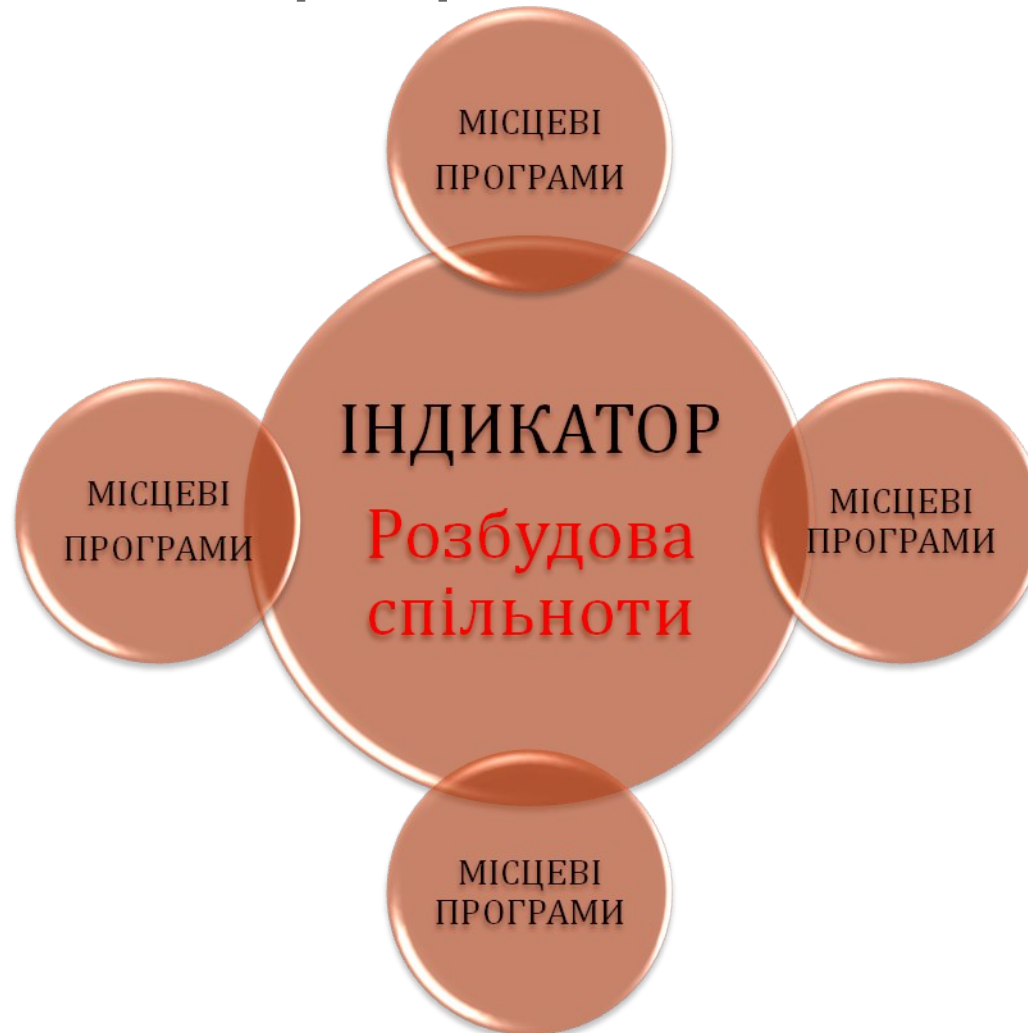 МІСЦЕВІ
ПРОГРАМИ
ІНДИКАТОР
Розбудова
спільноти
МІСЦЕВІ
ПРОГРАМИ
МІСЦЕВІ
ПРОГРАМИ
МІСЦЕВІ
ПРОГРАМИ